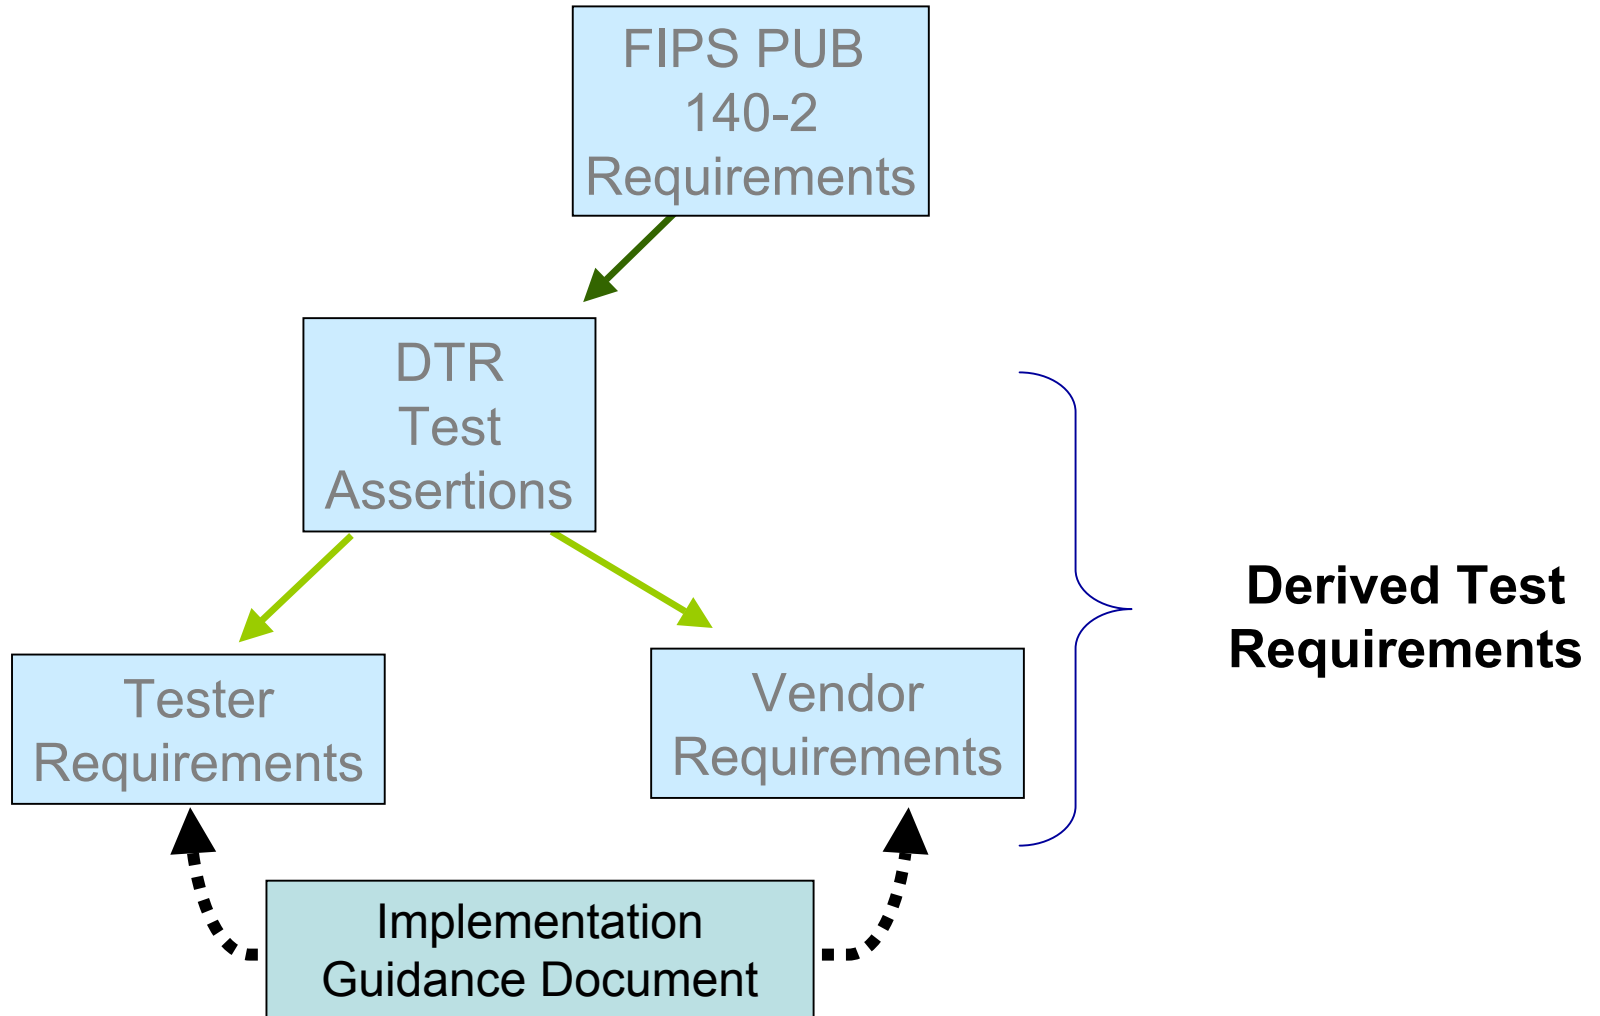 FIPS PUB
140-2
Requirements
DTR
Test
Assertions
Derived Test
Requirements
Tester
Requirements
Vendor
Requirements
Implementation
Guidance Document